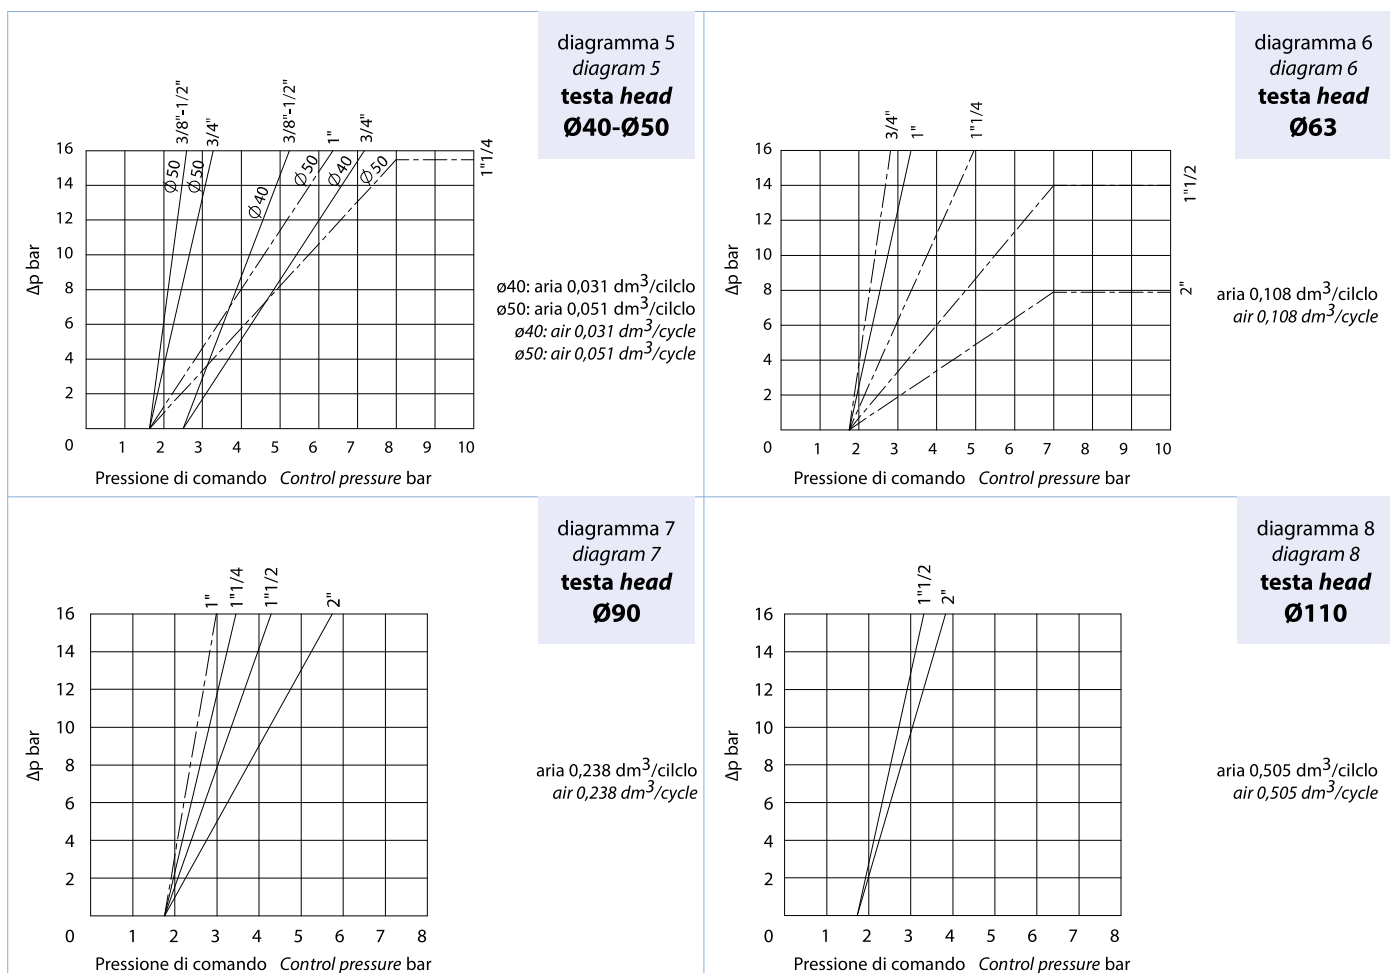 diagramma 5
diagram 5
testa head
Ø40-Ø50
3/8"-1/2"
3/4"
3/8"-1/2"
1"
3/4"
1"1/4
Ø50
Ø50
Ø40
Ø50
Ø40
Ø50
16
14
12
10
8
6
4
2
0
Δp bar
1 2 3 4 5 6 7 8 9 10
Pressione di comando Control pressure bar
ø40: aria 0,031 dm³/cilclo
ø50: aria 0,051 dm³/cilclo
ø40: air 0,031 dm³/cycle
ø50: air 0,051 dm³/cycle
diagramma 6
diagram 6
testa head
Ø63
3/4"
1"
1"1/4
1"1/2
2"
16
14
12
10
8
6
4
2
0
Δp bar
1 2 3 4 5 6 7 8 9 10
Pressione di comando Control pressure bar
aria 0,108 dm³/cilclo
air 0,108 dm³/cycle
diagramma 7
diagram 7
testa head
Ø90
1"
1"1/4
1"1/2
2"
16
14
12
10
8
6
4
2
0
Δp bar
1 2 3 4 5 6 7 8
Pressione di comando Control pressure bar
aria 0,238 dm³/cilclo
air 0,238 dm³/cycle
diagramma 8
diagram 8
testa head
Ø110
1"1/2
2"
16
14
12
10
8
6
4
2
0
Δp bar
1 2 3 4 5 6 7 8
Pressione di comando Control pressure bar
aria 0,505 dm³/cilclo
air 0,505 dm³/cycle